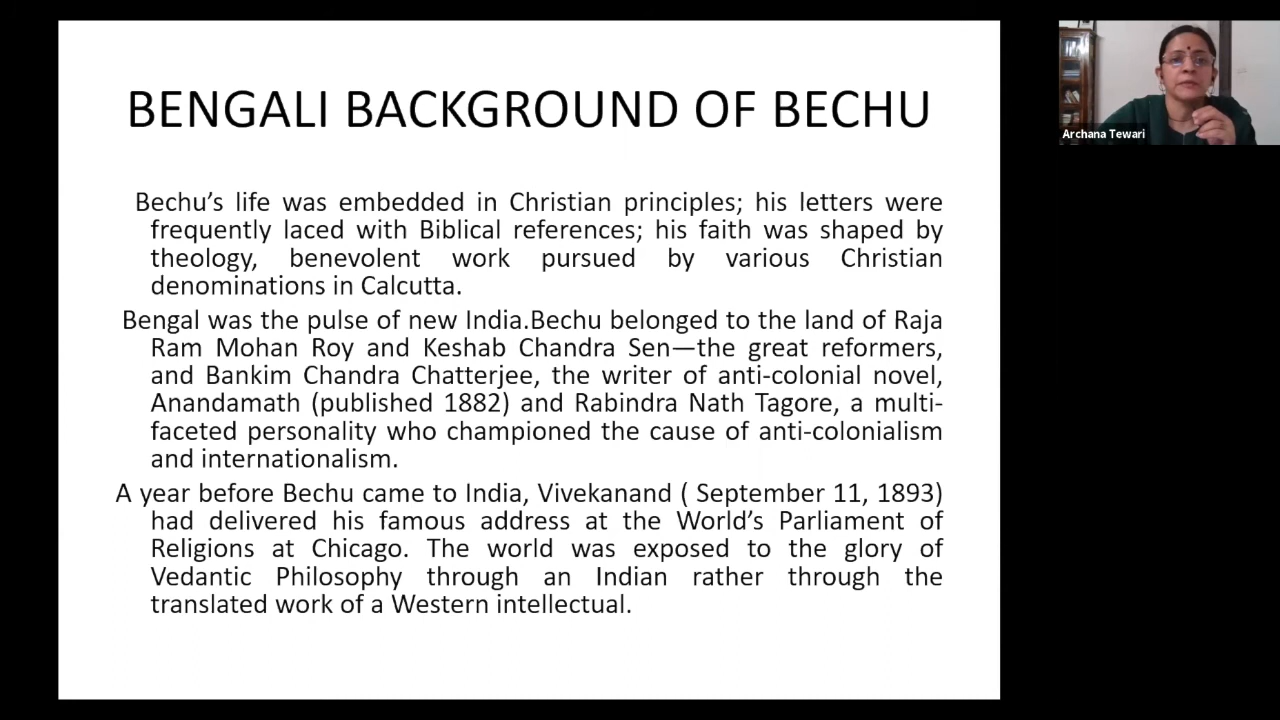 BENGALI BACKGROUND OF BECHU
Bechu's life was embedded in Christian principles; his letters were
frequently laced with Biblical references; his faith was shaped by
theology, benevolent work pursued by various Christian
denominations in Calcutta.
Bengal was the pulse of new India.Bechu belonged to the land of Raja
Ram Mohan Roy and Keshab Chandra Sen—the great reformers,
and Bankim Chandra Chatterjee, the writer of anti-colonial novel,
Anandamath (published 1882) and Rabindra Nath Tagore, a multi-
faceted personality who championed the cause of anti-colonialism
and internationalism.
A year before Bechu came to India, Vivekanand ( September 11, 1893)
had delivered his famous address at the World's Parliament of
Religions at Chicago. The world was exposed to the glory of
Vedantic Philosophy through an Indian rather through the
translated work of a Western intellectual.
Archana Tewari